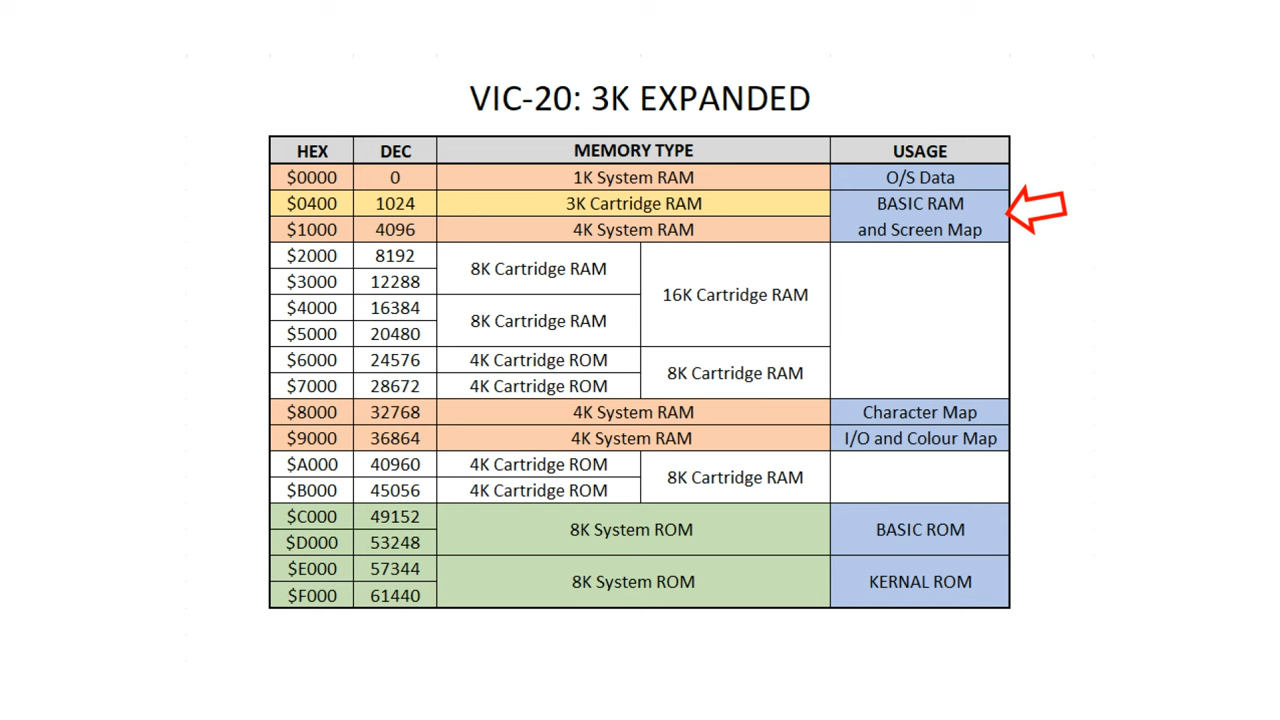 VIC-20: 3K EXPANDED
HEX DEC MEMORY TYPE USAGE
$0000 0 1K System RAM O/S Data
$0400 1024 3K Cartridge RAM BASIC RAM
$1000 4096 4K System RAM and Screen Map
$2000 8192
8K Cartridge RAM
$3000 12288
16K Cartridge RAM
$4000 16384
8K Cartridge RAM
$5000 20480
$6000 24576 4K Cartridge ROM
8K Cartridge RAM
$7000 28672 4K Cartridge ROM
$8000 32768 4K System RAM Character Map
$9000 36864 4K System RAM I/O and Colour Map
$A000 40960 4K Cartridge ROM
8K Cartridge RAM
$B000 45056 4K Cartridge ROM
$C000 49152
8K System ROM BASIC ROM
$D000 53248
$E000 57344
8K System ROM KERNAL ROM
$F000 61440